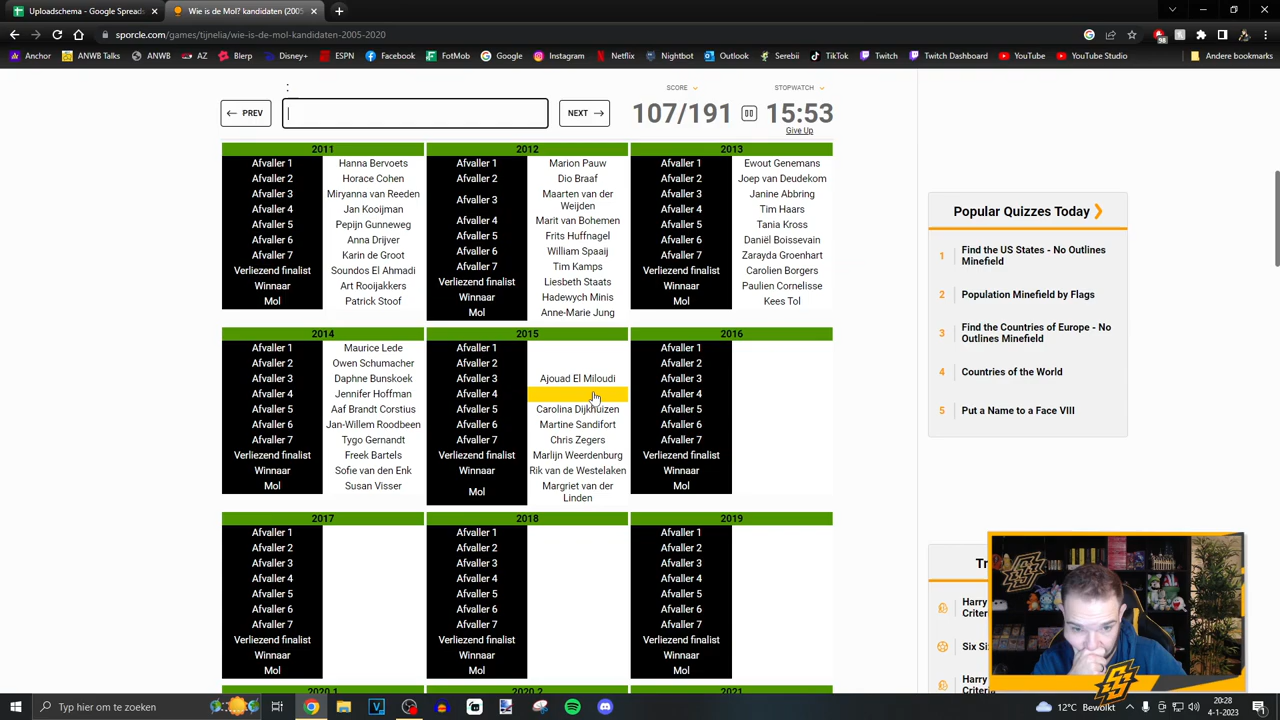 Uploadschema - Google Spreads
Wie is de Mol? kandidaten (2005
sporcle.com/games/tijnelia/wie-is-de-mol-kandidaten-2005-2020
98
Anchor
ANWB Tags
ANWB
AZ
Blerp
Disney+
ESPN
Facebook
FotMob
Google
Instagram
Netflix
Nightbot
Outlook
Serebii
TikTok
Twitch
Twitch Dashboard
YouTube
YouTube Studio
Andere bookmarks
:
PREV
NEXT
SCORE
107/191
STOPWATCH
15:53
Give Up
2011
Afvaller 1 Hanna Bervoets
Afvaller 2 Horace Cohen
Afvaller 3 Miryanna van Reeden
Afvaller 4 Jan Kooijman
Afvaller 5 Pepijn Gunneweg
Afvaller 6 Anna Drijver
Afvaller 7 Karin de Groot
Verliezend finalist Soundos El Ahmadi
Winnaar Art Rooijakkers
Mol Patrick Stoof
2012
Afvaller 1 Marion Pauw
Afvaller 2 Dio Braaf
Afvaller 3 Maarten van der
Weijden
Afvaller 4 Marit van Bohemen
Afvaller 5 Frits Huffnagel
Afvaller 6 William Spaaij
Afvaller 7 Tim Kamps
Verliezend finalist Liesbeth Staats
Winnaar Hadewych Minis
Mol Anne-Marie Jung
2013
Afvaller 1 Ewout Genemans
Afvaller 2 Joep van Deudekom
Afvaller 3 Janine Abbring
Afvaller 4 Tim Haars
Afvaller 5 Tania Kross
Afvaller 6 Daniël Boissevain
Afvaller 7 Zarayda Groenhart
Verliezend finalist Carolien Borgers
Winnaar Paulien Cornelisse
Mol Kees Tol
2014
Afvaller 1 Maurice Lede
Afvaller 2 Owen Schumacher
Afvaller 3 Daphne Bunskoek
Afvaller 4 Jennifer Hoffman
Afvaller 5 Aaf Brandt Corstius
Afvaller 6 Jan-Willem Roodbeen
Afvaller 7 Tygo Gernandt
Verliezend finalist Freek Bartels
Winnaar Sofie van den Enk
Mol Susan Visser
2015
Afvaller 1
Afvaller 2
Afvaller 3 Ajouad El Miloudi
Afvaller 4
Afvaller 5 Carolina Dijkhuizen
Afvaller 6 Martine Sandifort
Afvaller 7 Chris Zegers
Verliezend finalist Marlijn Weerdenburg
Winnaar Rik van de Westelaken
Mol Margriet van der
Linden
2016
Afvaller 1
Afvaller 2
Afvaller 3
Afvaller 4
Afvaller 5
Afvaller 6
Afvaller 7
Verliezend finalist
Winnaar
Mol
2017
Afvaller 1
Afvaller 2
Afvaller 3
Afvaller 4
Afvaller 5
Afvaller 6
Afvaller 7
Verliezend finalist
Winnaar
Mol
2018
Afvaller 1
Afvaller 2
Afvaller 3
Afvaller 4
Afvaller 5
Afvaller 6
Afvaller 7
Verliezend finalist
Winnaar
Mol
2019
Afvaller 1
Afvaller 2
Afvaller 3
Afvaller 4
Afvaller 5
Afvaller 6
Afvaller 7
Verliezend finalist
Winnaar
Mol
2020.1
2020.2
2021
Popular Quizzes Today
1 Find the US States - No Outlines
Minefield
2 Population Minefield by Flags
3 Find the Countries of Europe - No
Outlines Minefield
4 Countries of the World
5 Put a Name to a Face VIII
Tr
Harry
Criter
Six Si
Harry
Criter
Typ hier om te zoeken
12°C Bewolkt
20:28
4-1-2023